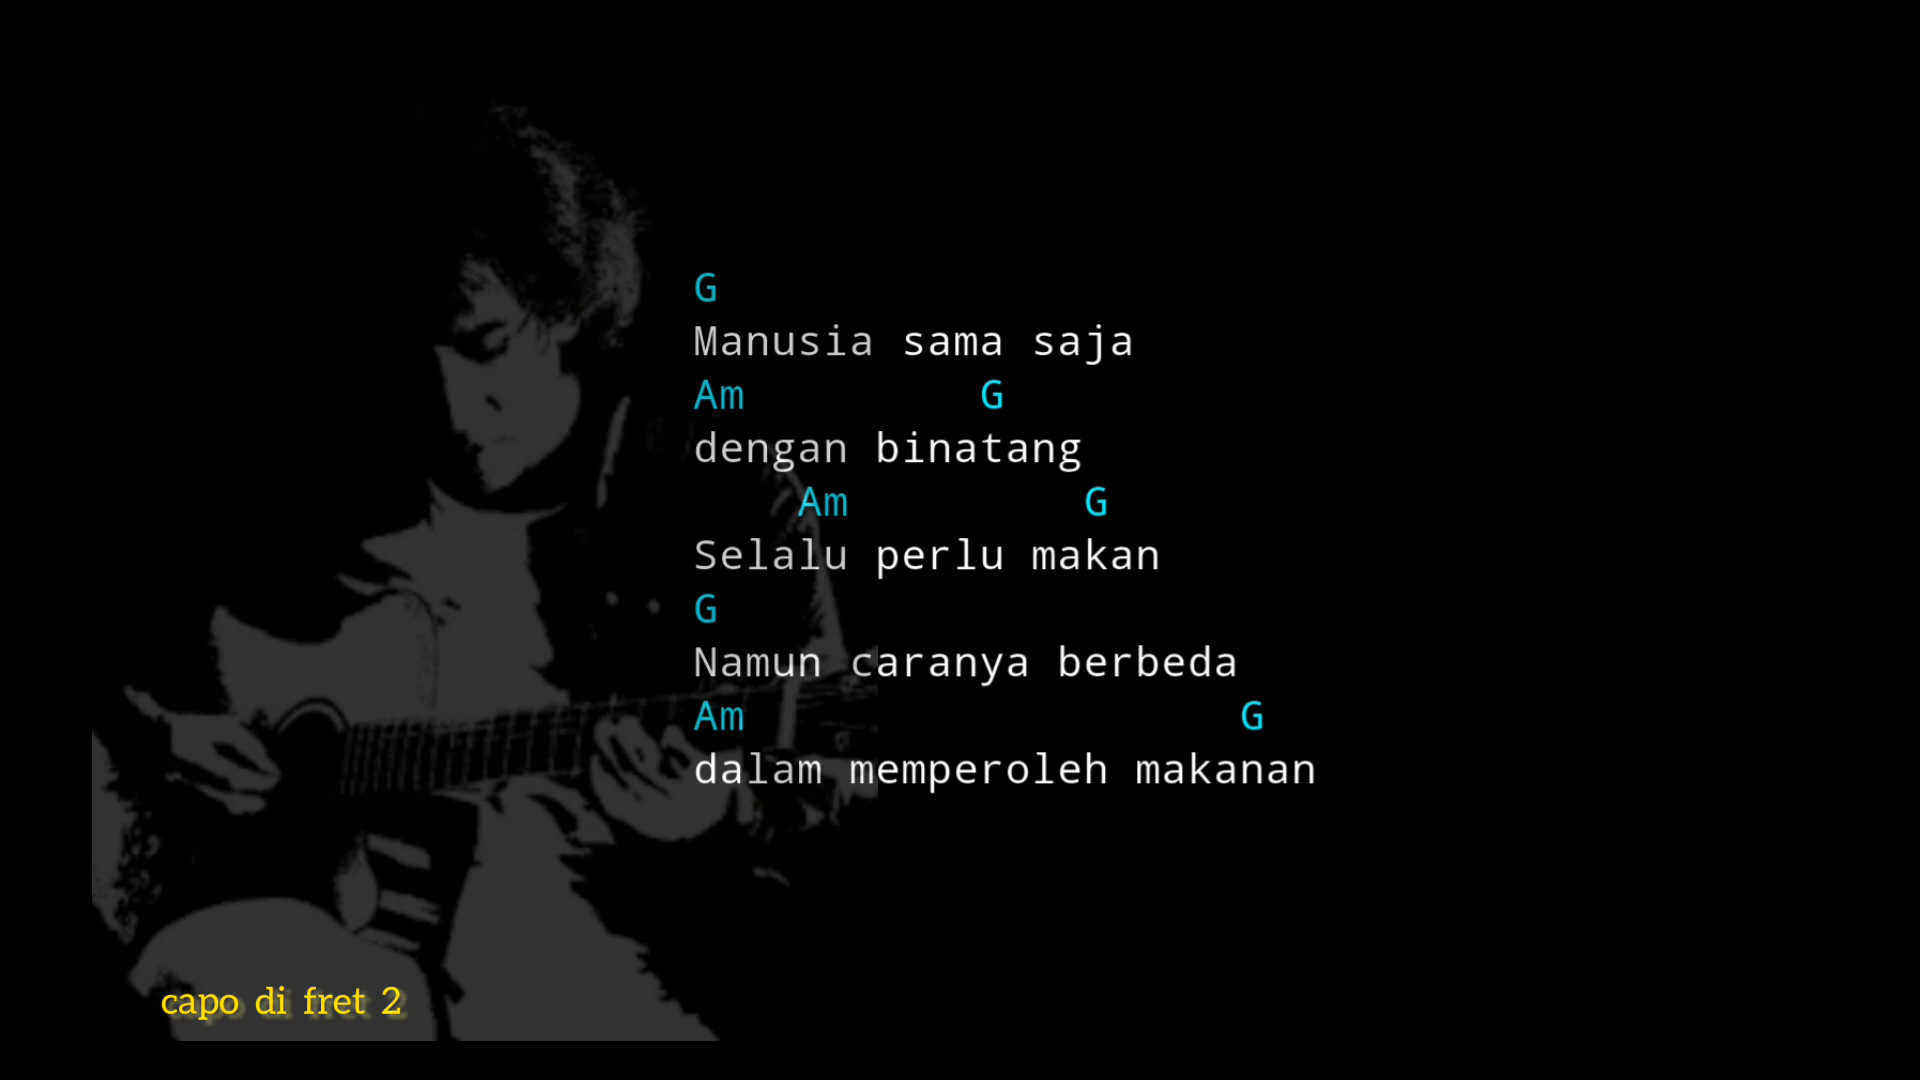 G
Manusia sama saja
Am         G
dengan binatang
    Am         G
Selalu perlu makan
G
Namun caranya berbeda
Am                   G
dalam memperoleh makanan
capo di fret 2